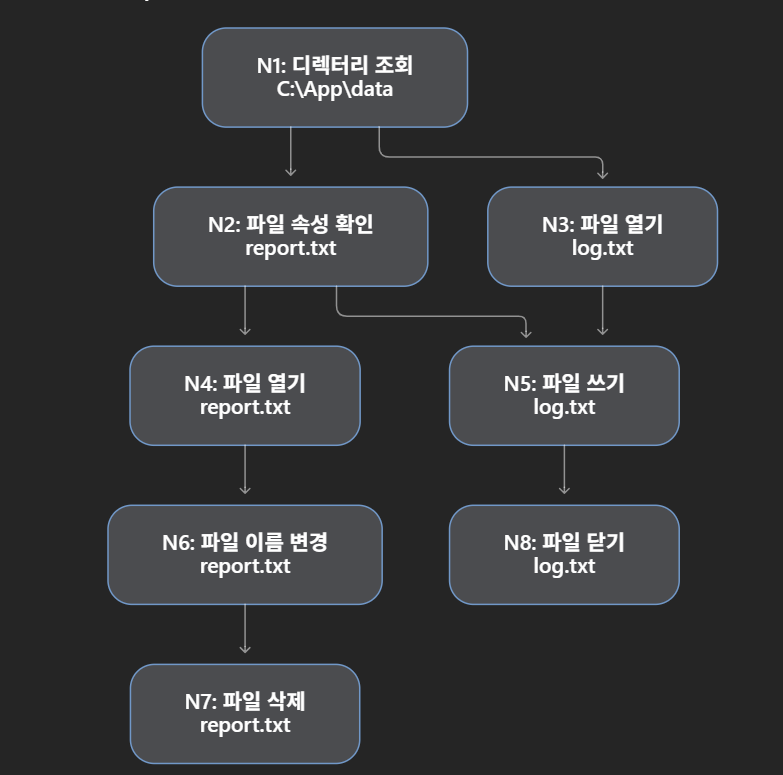 N1: 디렉터리 조회
C:\App\data
N2: 파일 속성 확인
report.txt
N3: 파일 열기
log.txt
N4: 파일 열기
report.txt
N5: 파일 쓰기
log.txt
N6: 파일 이름 변경
report.txt
N8: 파일 닫기
log.txt
N7: 파일 삭제
report.txt